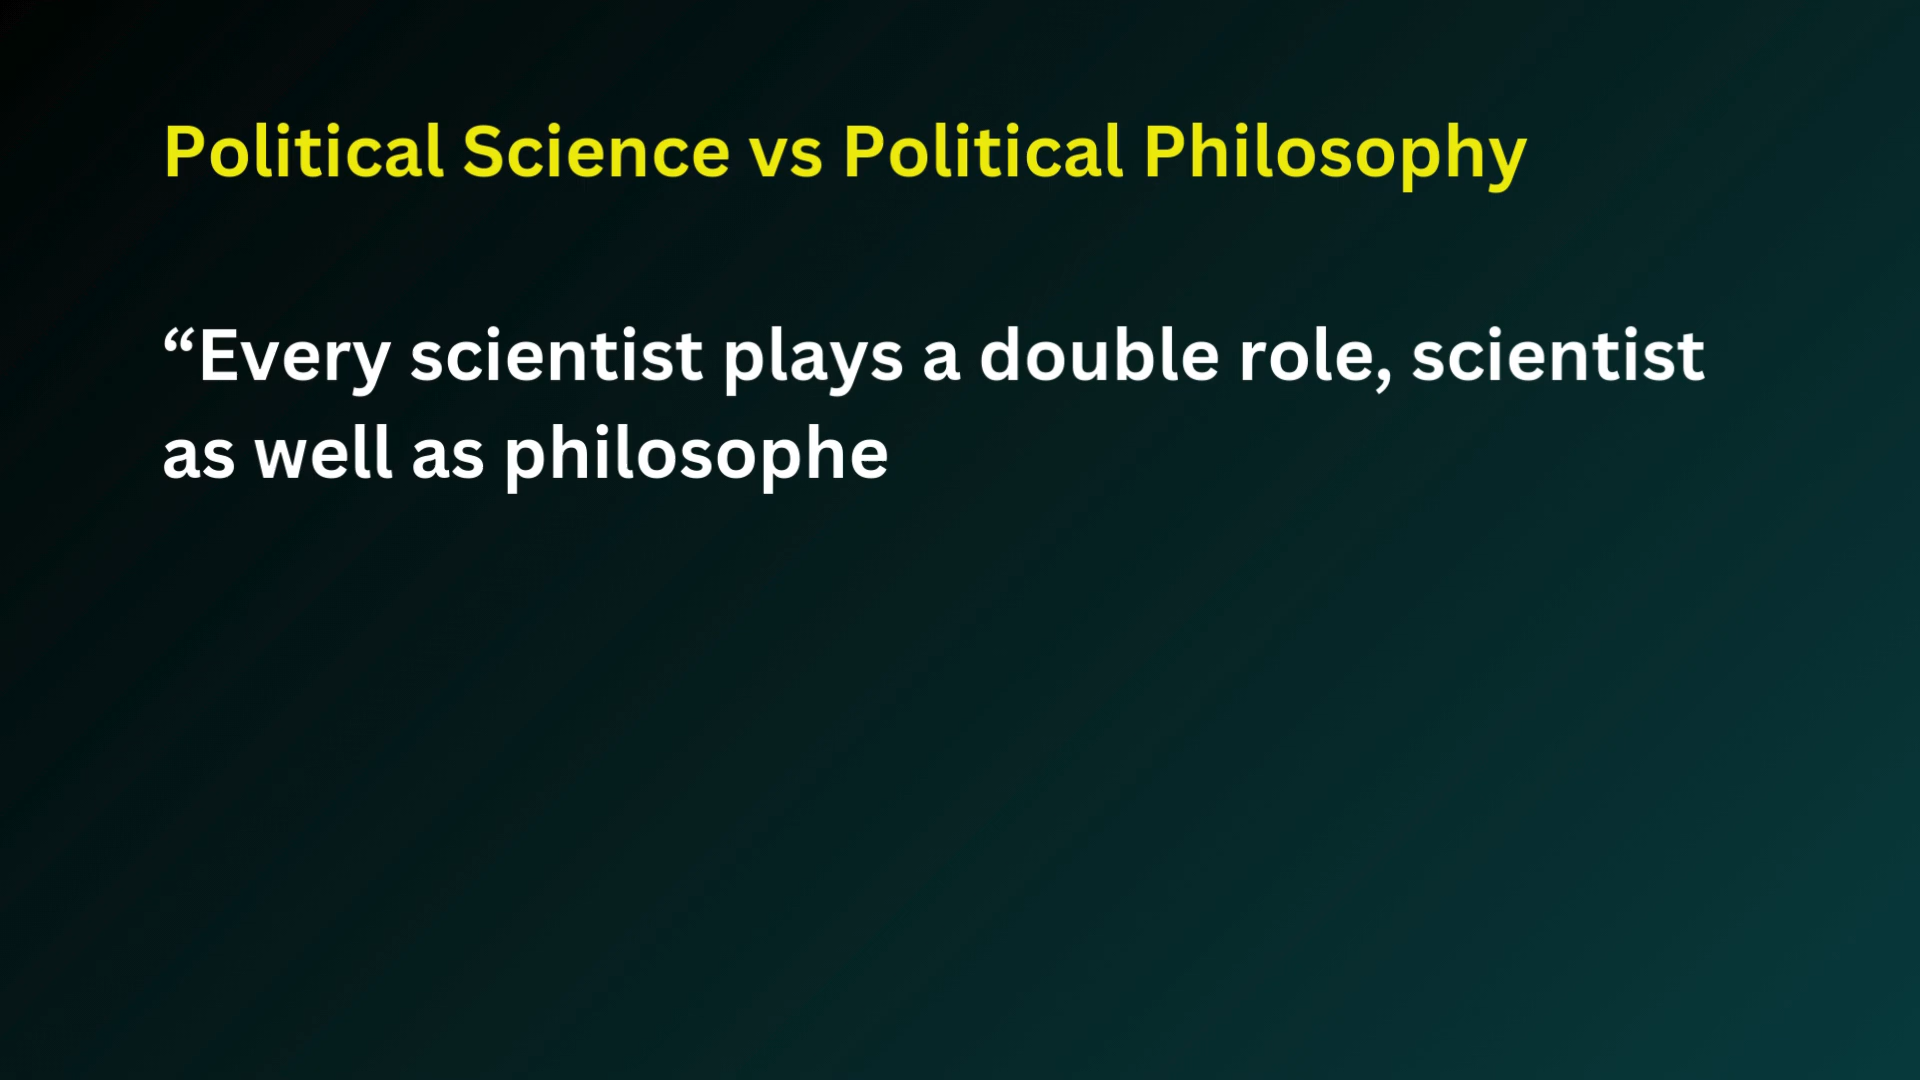 Political Science vs Political Philosophy
“Every scientist plays a double role, scientist
as well as philosophe